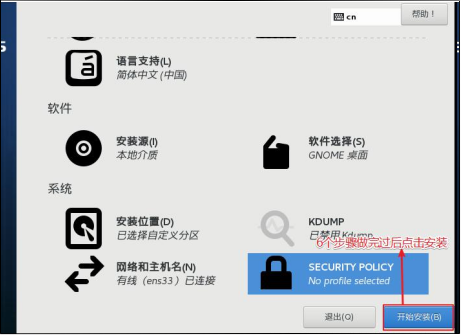 cn
帮助！
语言支持(L)
简体中文 (中国)
软件
安装源(I)
本地介质
软件选择(S)
GNOME 桌面
系统
安装位置(D)
已选择自定义分区
KDUMP
已禁用 Kdump
6个步骤做完过后点击安装
网络和主机名(N)
有线（ens33）已连接
SECURITY POLICY
No profile selected
退出(Q)
开始安装(B)